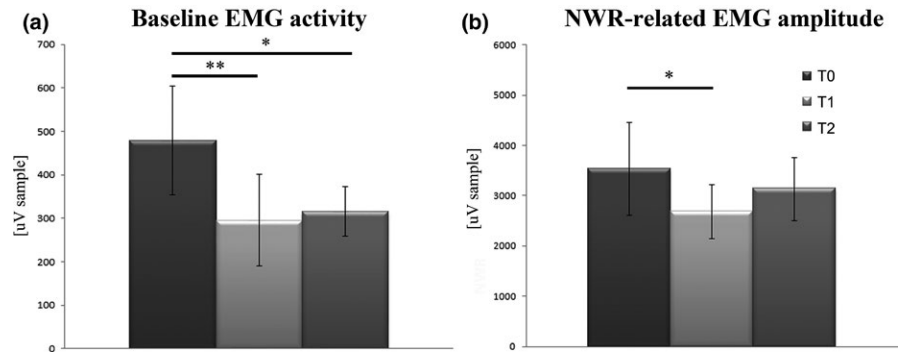 (a) Baseline EMG activity
700
600
500
400
300
200
100
0
[uV sample]
*
**
(b) NWR-related EMG amplitude
6000
5000
4000
3000
2000
1000
0
[uV sample]
*
T0
T1
T2
NWR